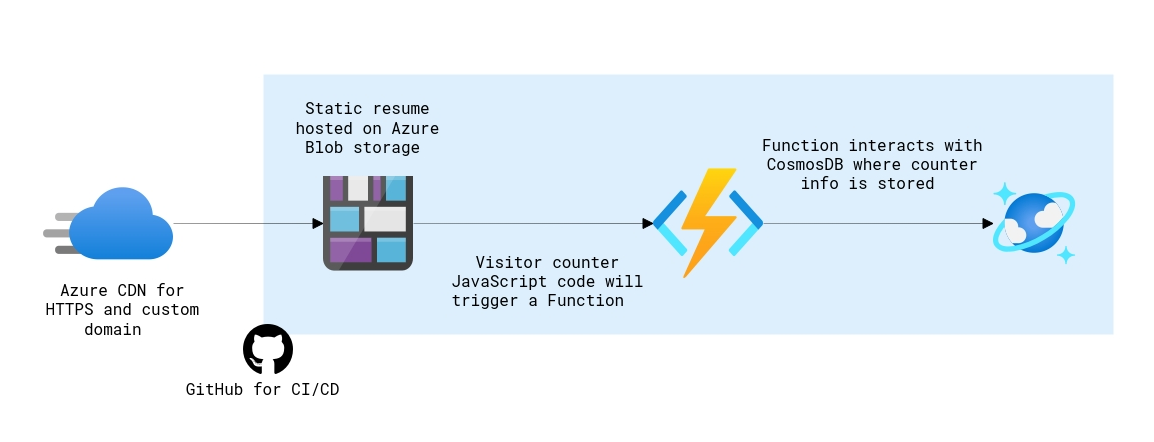 Static resume
hosted on Azure
Blob storage
Function interacts with
CosmosDB where counter
info is stored
Visitor counter
JavaScript code will
trigger a Function
Azure CDN for
HTTPS and custom
domain
GitHub for CI/CD